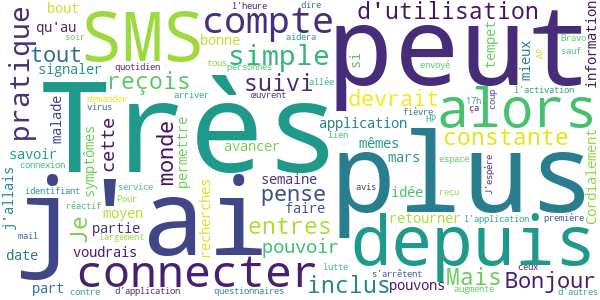 bout
l'heure
dire
d'utilisation
tempet
Bravo
qu'au
SMS
compte
peut
mieux
information
soir
bonne
aidera
si
AP
sauf
pratique
tout
quotidien
simple
tous
personnes
envoyé
signaler
reçois
suivi
allée
devrait
l'activation
Très
demander
arriver
œuvrent
alors
17h
ça
coup
malade
virus
cette
monde
permettre
application
fièvre
HP
symptômes
avancer
lien
constante
Cordialement
savoir
mêmes
connexion
plus
espace
j'allais
j'ai
semaine
mars
J'espère
identifiant
service
recherches
pense
avis
idée
reçu
réactif
Pour
faire
retourner
l'application
première
Je
moyen
entres
depuis
mail
largement
partie
pouvoir
date
voudrais
lutte
s'arrêtent
ceux
connecter
inclus
pouvons
Mais
Bonjour
part
contre
d'application
questionnaires
augmente
d'autres